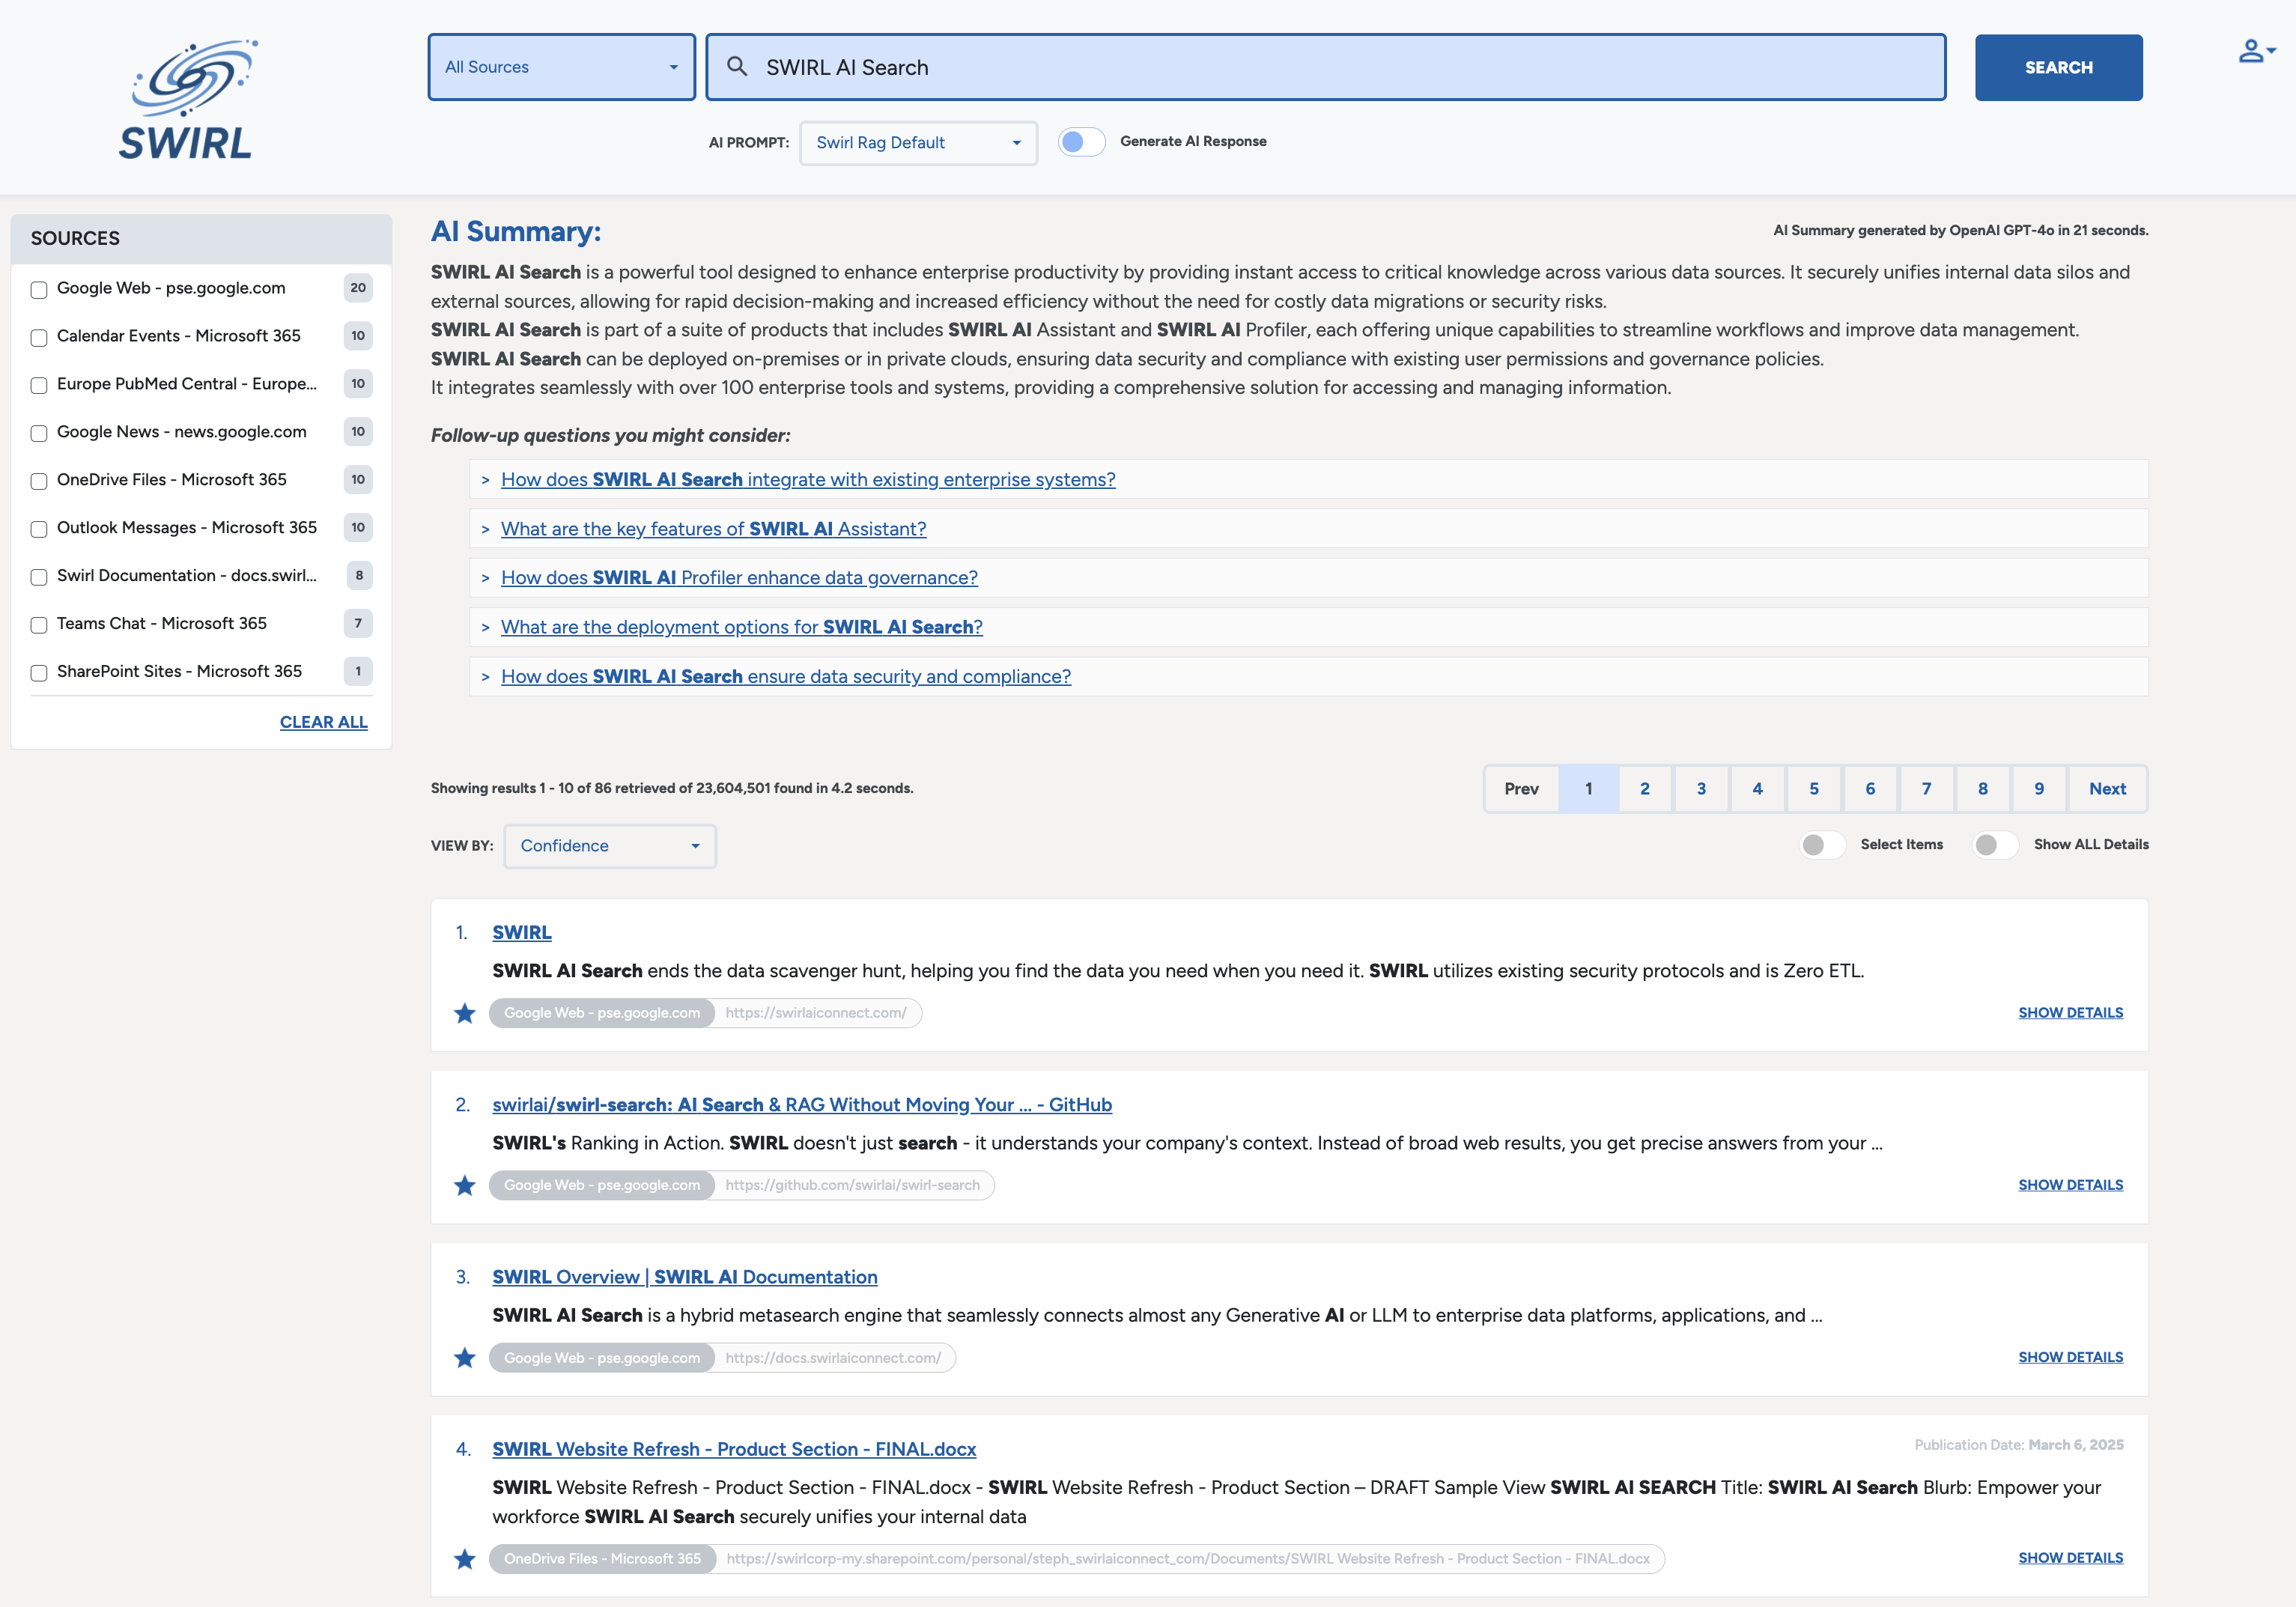 SWIRL
All Sources
SWIRL AI Search
SEARCH
AI PROMPT:
Swirl Rag Default
Generate AI Response
SOURCES
Google Web - pse.google.com 20
Calendar Events - Microsoft 365 10
Europe PubMed Central - Europe... 10
Google News - news.google.com 10
OneDrive Files - Microsoft 365 10
Outlook Messages - Microsoft 365 10
Swirl Documentation - docs.swirl... 8
Teams Chat - Microsoft 365 7
SharePoint Sites - Microsoft 365 1
CLEAR ALL
AI Summary:
AI Summary generated by OpenAI GPT-4o in 21 seconds.
SWIRL AI Search is a powerful tool designed to enhance enterprise productivity by providing instant access to critical knowledge across various data sources. It securely unifies internal data silos and
external sources, allowing for rapid decision-making and increased efficiency without the need for costly data migrations or security risks.
SWIRL AI Search is part of a suite of products that includes SWIRL AI Assistant and SWIRL AI Profiler, each offering unique capabilities to streamline workflows and improve data management.
SWIRL AI Search can be deployed on-premises or in private clouds, ensuring data security and compliance with existing user permissions and governance policies.
It integrates seamlessly with over 100 enterprise tools and systems, providing a comprehensive solution for accessing and managing information.
Follow-up questions you might consider:
> How does SWIRL AI Search integrate with existing enterprise systems?
> What are the key features of SWIRL AI Assistant?
> How does SWIRL AI Profiler enhance data governance?
> What are the deployment options for SWIRL AI Search?
> How does SWIRL AI Search ensure data security and compliance?
Showing results 1 - 10 of 86 retrieved of 23,604,501 found in 4.2 seconds.
Prev 1 2 3 4 5 6 7 8 9 Next
VIEW BY: Confidence
Select Items
Show ALL Details
1. SWIRL
SWIRL AI Search ends the data scavenger hunt, helping you find the data you need when you need it. SWIRL utilizes existing security protocols and is Zero ETL.
Google Web - pse.google.com https://swirlaiconnect.com/
SHOW DETAILS
2. swirlai/swirl-search: AI Search & RAG Without Moving Your ... - GitHub
SWIRL's Ranking in Action. SWIRL doesn't just search - it understands your company's context. Instead of broad web results, you get precise answers from your ...
Google Web - pse.google.com https://github.com/swirlai/swirl-search
SHOW DETAILS
3. SWIRL Overview | SWIRL AI Documentation
SWIRL AI Search is a hybrid metasearch engine that seamlessly connects almost any Generative AI or LLM to enterprise data platforms, applications, and ...
Google Web - pse.google.com https://docs.swirlaiconnect.com/
SHOW DETAILS
4. SWIRL Website Refresh - Product Section - FINAL.docx
Publication Date: March 6, 2025
SWIRL Website Refresh - Product Section - FINAL.docx - SWIRL Website Refresh - Product Section – DRAFT Sample View SWIRL AI SEARCH Title: SWIRL AI Search Blurb: Empower your
workforce SWIRL AI Search securely unifies your internal data
OneDrive Files - Microsoft 365 https://swirlcorp-my.sharepoint.com/personal/steph_swirlaiconnect_com/Documents/SWIRL Website Refresh - Product Section - FINAL.docx
SHOW DETAILS